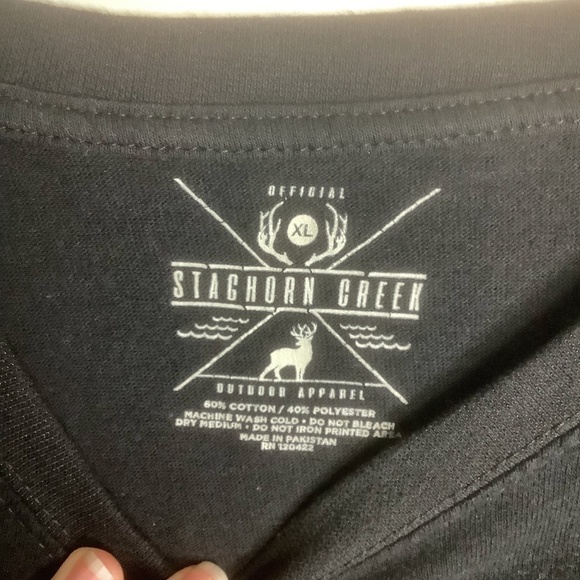 OFFICIAL
XL
STAGHORN CREEK
OUTDOOR APPAREL
60% COTTON / 40% POLYESTER
MACHINE WASH COLD • DO NOT BLEACH
DRY MEDIUM • DO NOT IRON PRINTED AREA
MADE IN PAKISTAN
RN 120422